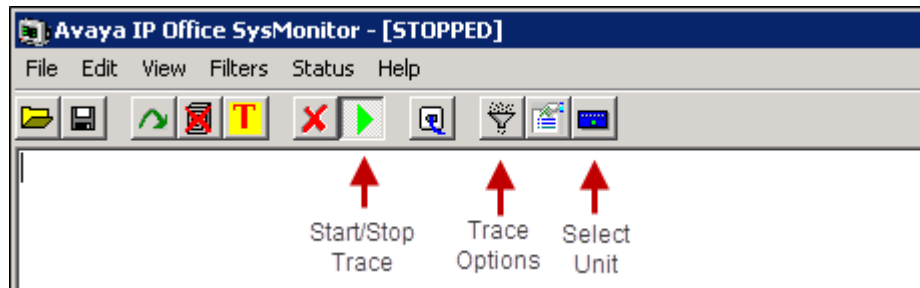 Avaya IP Office SysMonitor - [STOPPED]
File Edit View Filters Status Help
T
Start/Stop
Trace
Trace
Options
Select
Unit